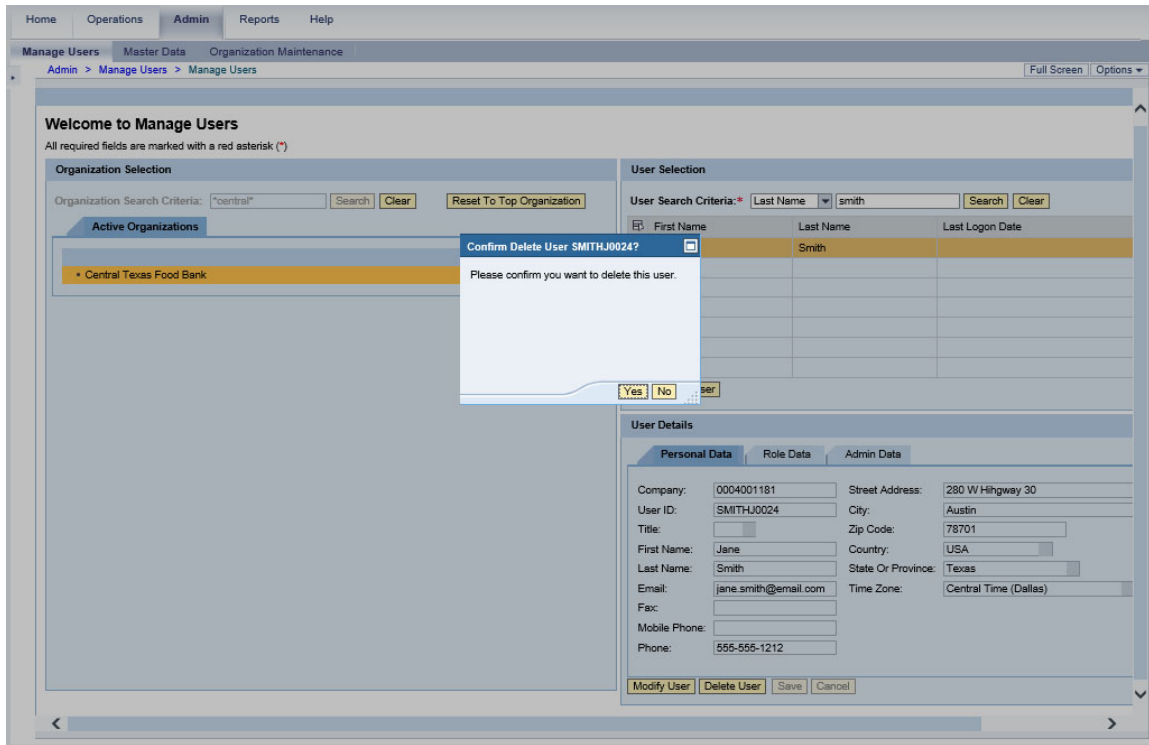 Home Operations Admin Reports Help
Manage Users Master Data Organization Maintenance
Admin > Manage Users > Manage Users Full Screen Options
Welcome to Manage Users
All required fields are marked with a red asterisk (*)
Organization Selection
Organization Search Criteria: *central* Search Clear Reset To Top Organization
Active Organizations
• Central Texas Food Bank
User Selection
User Search Criteria:* Last Name smith Search Clear
First Name Last Name Last Logon Date
Smith
Confirm Delete User SMITHJ0024?
Please confirm you want to delete this user.
Yes No
ser
User Details
Personal Data Role Data Admin Data
Company: 0004001181 Street Address: 280 W Hihgway 30
User ID: SMITHJ0024 City: Austin
Title: Zip Code: 78701
First Name: Jane Country: USA
Last Name: Smith State Or Province: Texas
Email: jane.smith@email.com Time Zone: Central Time (Dallas)
Fax:
Mobile Phone:
Phone: 555-555-1212
Modify User Delete User Save Cancel